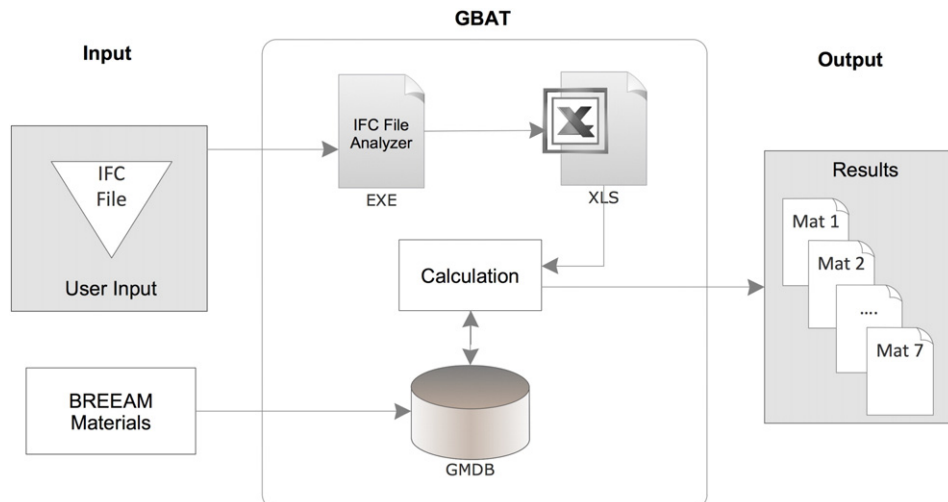 GBAT
Input
Output
IFC File
Analyzer
EXE
X
XLS
IFC
File
User Input
Calculation
Results
Mat 1
Mat 2
....
Mat 7
BREEAM
Materials
GMDB